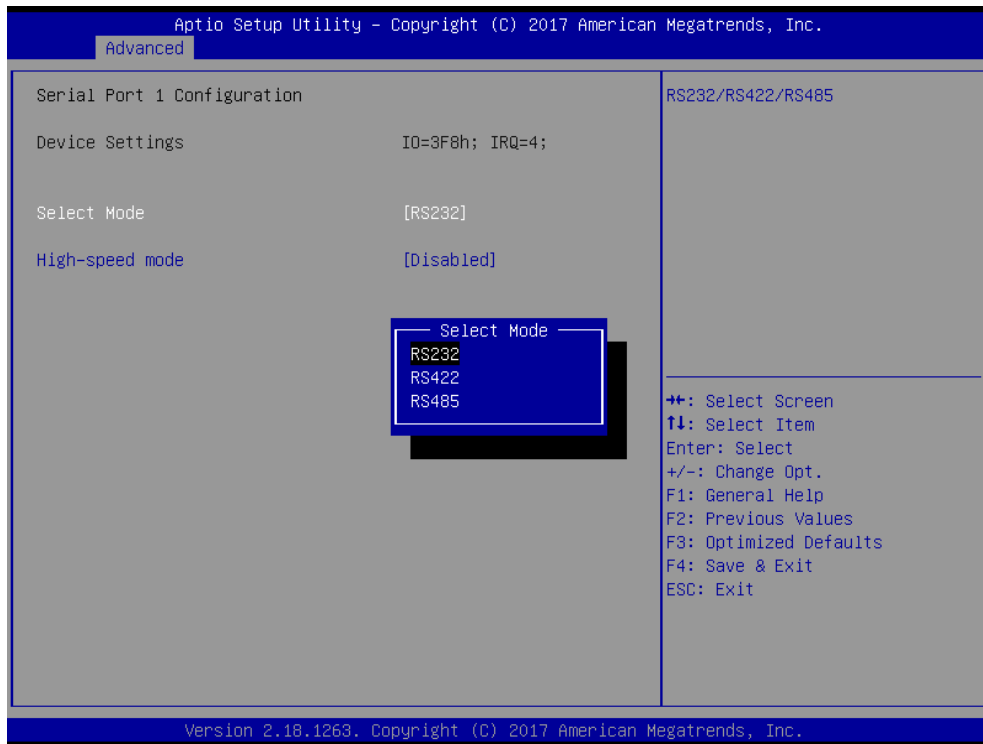 Aptio Setup Utility – Copyright (C) 2017 American Megatrends, Inc.
Advanced
Serial Port 1 Configuration
RS232/RS422/RS485
Device Settings IO=3F8h; IRQ=4;
Select Mode [RS232]
High-speed mode [Disabled]
Select Mode
RS232
RS422
RS485
→←: Select Screen
↑↓: Select Item
Enter: Select
+/-: Change Opt.
F1: General Help
F2: Previous Values
F3: Optimized Defaults
F4: Save & Exit
ESC: Exit
Version 2.18.1263. Copyright (C) 2017 American Megatrends, Inc.